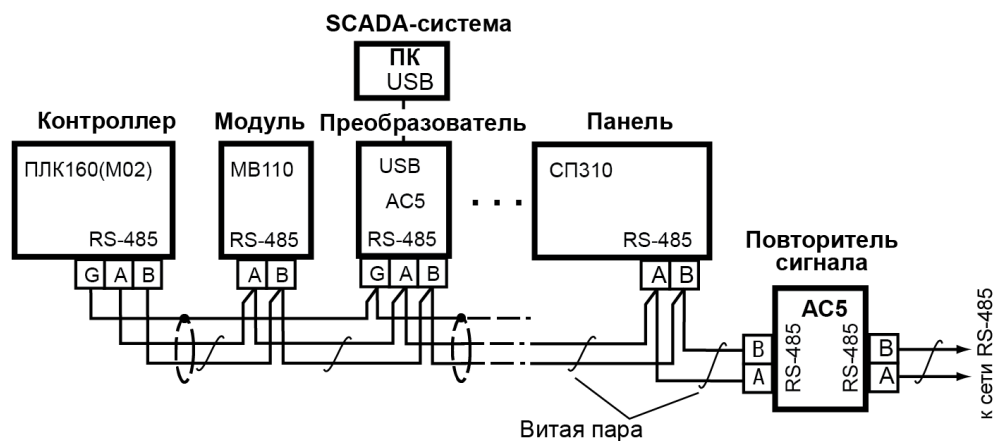 SCADA-система
ПК
USB
Контроллер
Модуль
Преобразователь
Панель
ПЛК160(М02)
МВ110
USB
АС5
СП310
RS-485
RS-485
RS-485
RS-485
G A B
A B
G A B
A B
Повторитель
сигнала
АС5
RS-485
RS-485
B
A
B
A
к сети RS-485
Витая пара